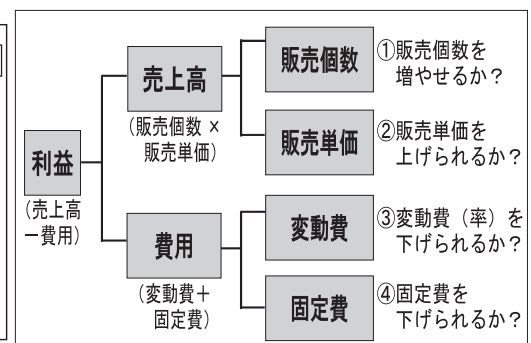 利益
(売上高
－費用)
売上高
(販売個数 ×
販売単価)
費用
(変動費＋
固定費)
販売個数
①販売個数を
増やせるか？
販売単価
②販売単価を
上げられるか？
変動費
③変動費（率）を
下げられるか？
固定費
④固定費を
下げられるか？